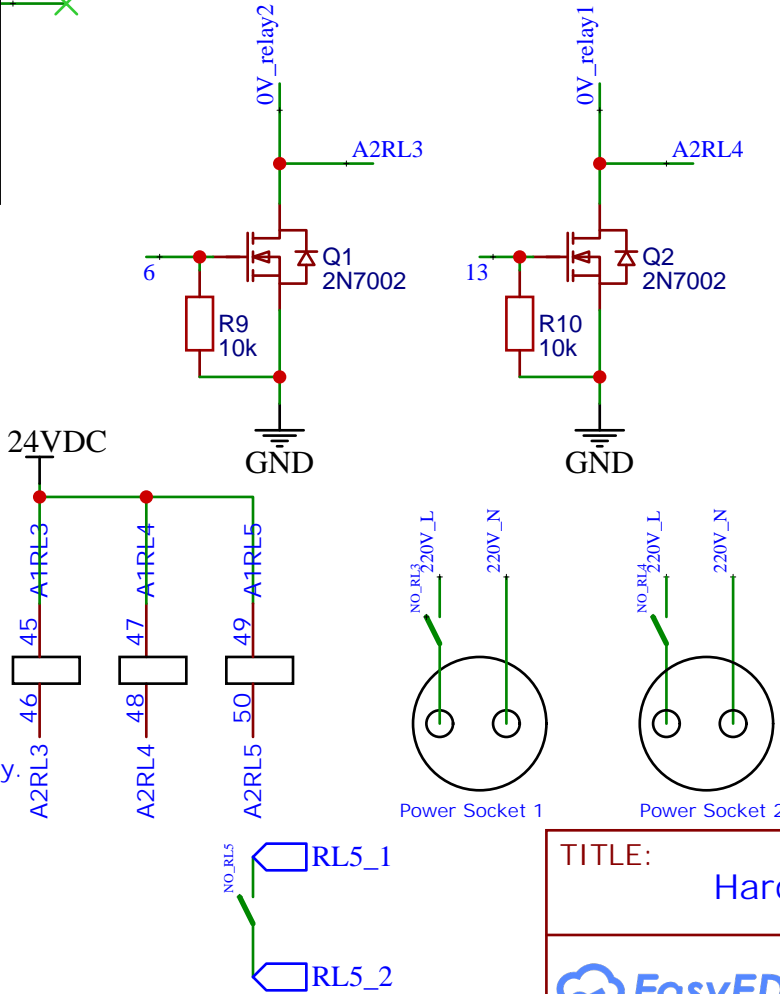 0V_relay2
0V_relay1
A2RL3
A2RL4
6
Q1
2N7002
13
Q2
2N7002
R9
10k
R10
10k
GND
GND
24VDC
A1RL3
A1RL4
A1RL5
45
47
49
46
48
50
A2RL3
A2RL4
A2RL5
y.
NO_RL3
220V_L
220V_N
NO_RL4
220V_L
220V_N
Power Socket 1
Power Socket 2
NO_RL5
RL5_1
RL5_2
TITLE:
Hard
EasyED